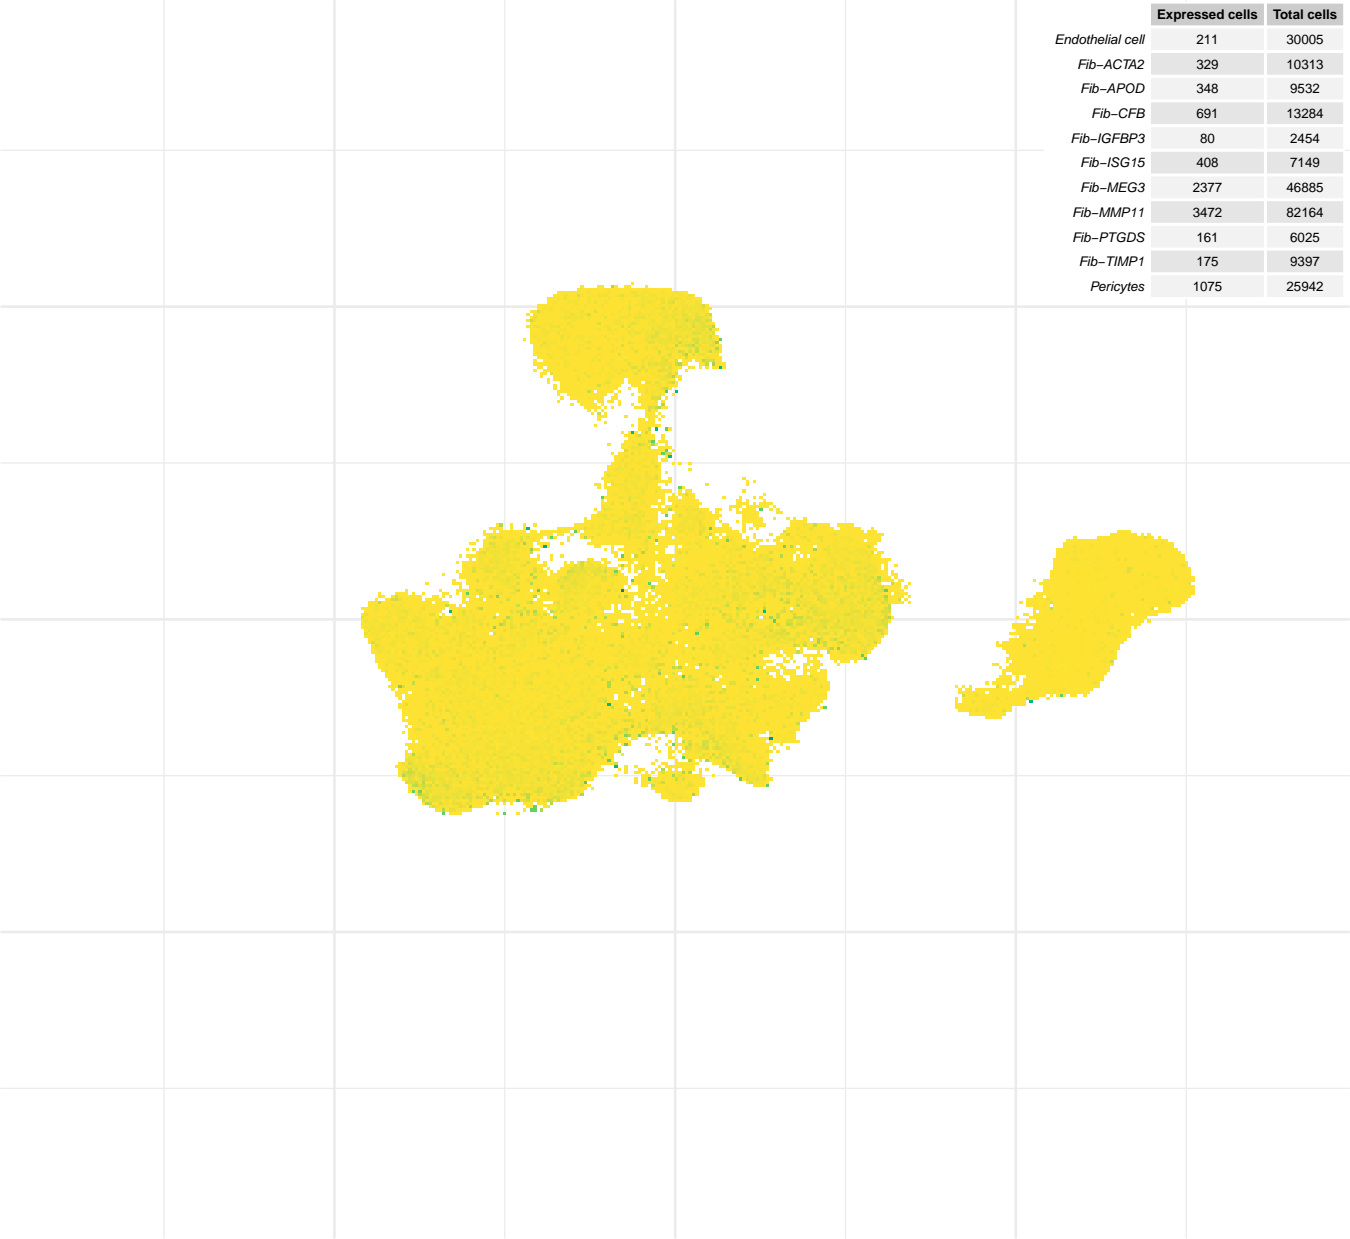 Expressed cells Total cells
Endothelial cell 211 30005
Fib−ACTA2 329 10313
Fib−APOD 348 9532
Fib−CFB 691 13284
Fib−IGFBP3 80 2454
Fib−ISG15 408 7149
Fib−MEG3 2377 46885
Fib−MMP11 3472 82164
Fib−PTGDS 161 6025
Fib−TIMP1 175 9397
Pericytes 1075 25942